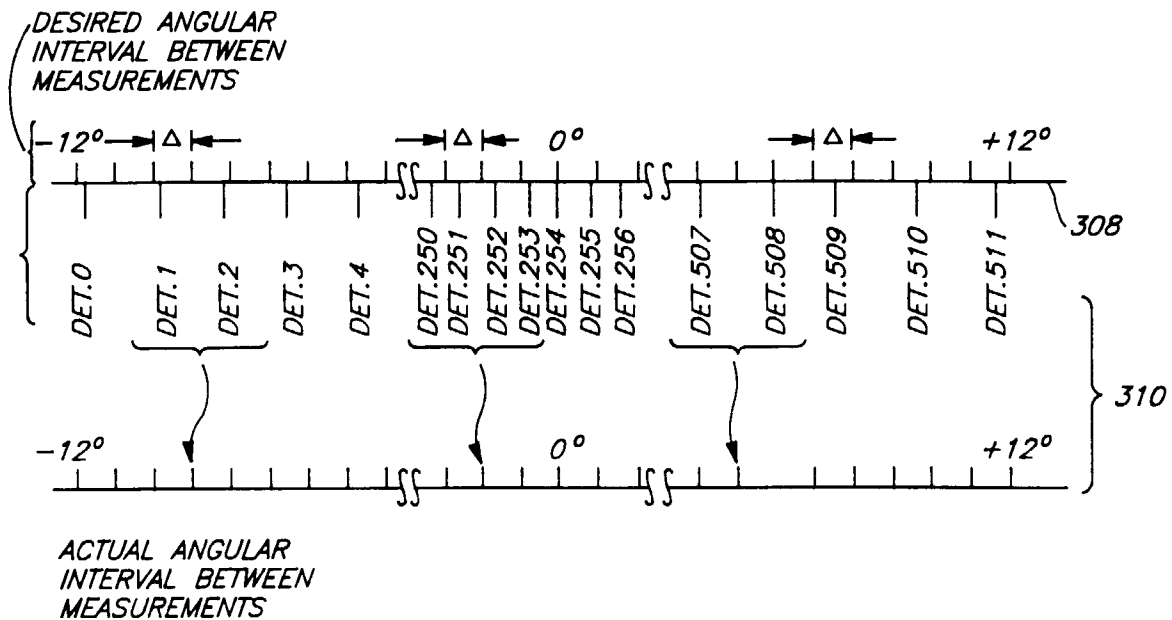 DESIRED ANGULAR
INTERVAL BETWEEN
MEASUREMENTS
-12° Δ Δ 0° Δ +12°
308
DET.0 DET.1 DET.2 DET.3 DET.4 DET.250 DET.251 DET.252 DET.253 DET.254 DET.255 DET.256 DET.507 DET.508 DET.509 DET.510 DET.511
310
-12° 0° +12°
ACTUAL ANGULAR
INTERVAL BETWEEN
MEASUREMENTS